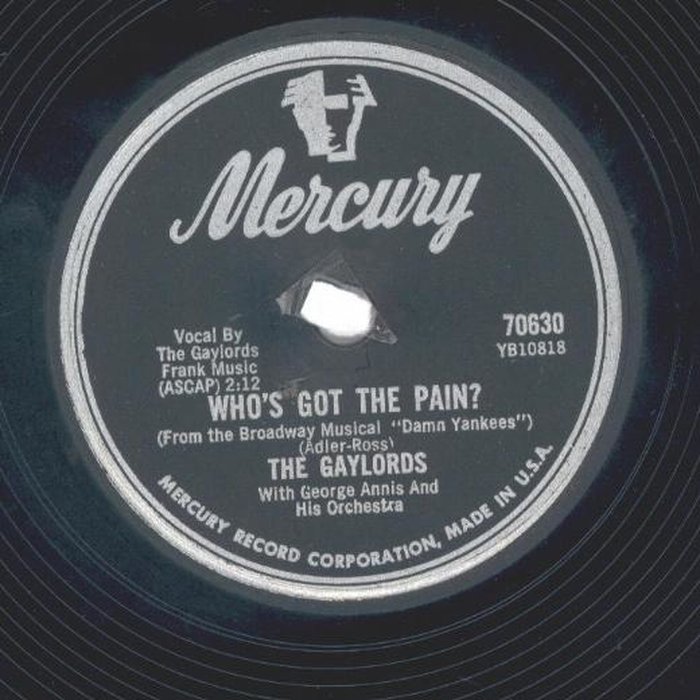 Mercury
70630
YB10818
Vocal By
The Gaylords
Frank Music
(ASCAP) 2:12
WHO'S GOT THE PAIN?
(From the Broadway Musical "Damn Yankees")
(Adler-Ross)
THE GAYLORDS
With George Annis And
His Orchestra
MERCURY RECORD CORPORATION, MADE IN U.S.A.